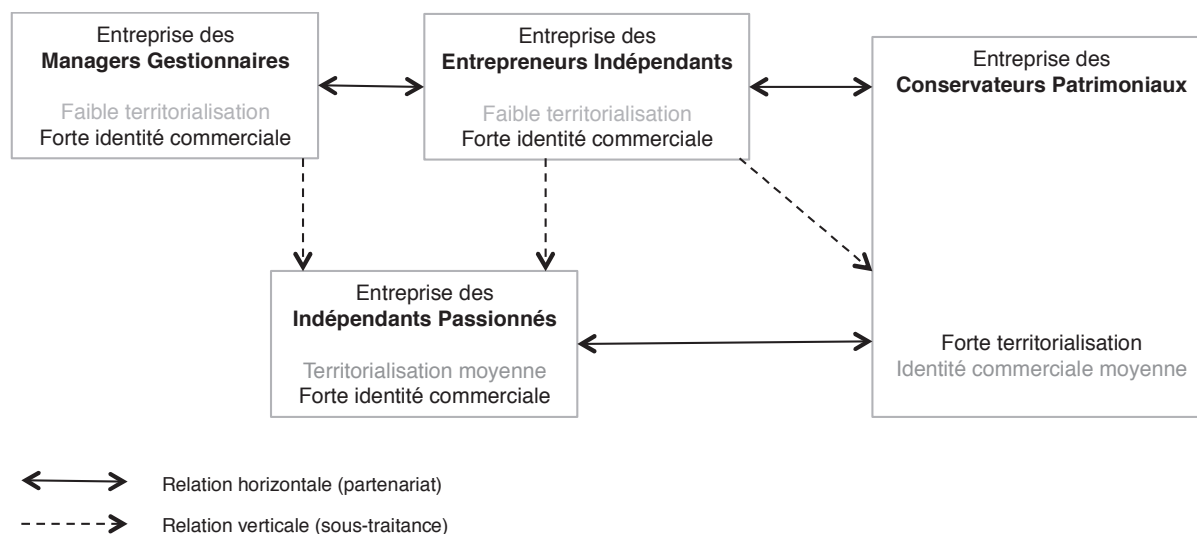 Entreprise des
Managers Gestionnaires
Faible territorialisation
Forte identité commerciale
Entreprise des
Entrepreneurs Indépendants
Faible territorialisation
Forte identité commerciale
Entreprise des
Conservateurs Patrimoniaux
Forte territorialisation
Identité commerciale moyenne
Entreprise des
Indépendants Passionnés
Territorialisation moyenne
Forte identité commerciale
Relation horizontale (partenariat)
Relation verticale (sous-traitance)